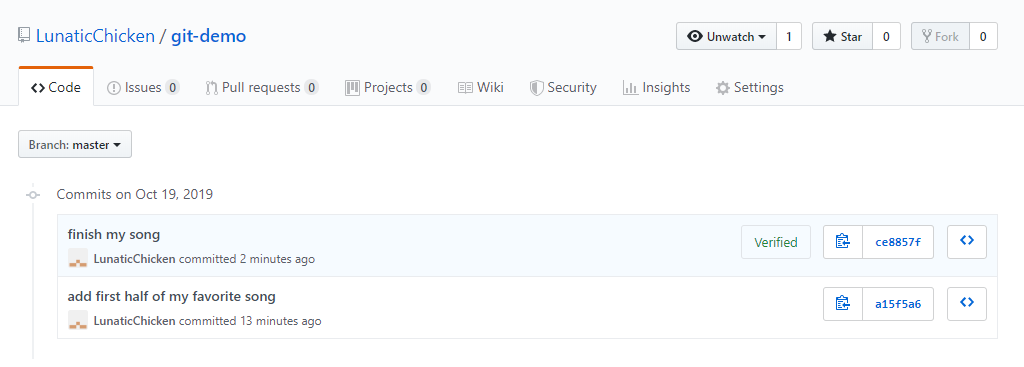 LunaticChicken / git-demo
Unwatch 1 Star 0 Fork 0
Code Issues 0 Pull requests 0 Projects 0 Wiki Security Insights Settings
Branch: master
Commits on Oct 19, 2019
finish my song
LunaticChicken committed 2 minutes ago
Verified ce8857f
add first half of my favorite song
LunaticChicken committed 13 minutes ago
a15f5a6